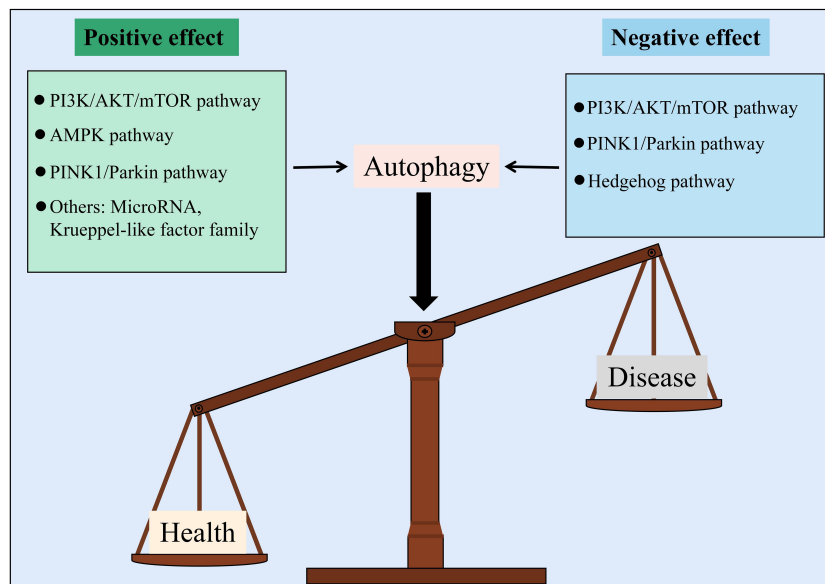 Positive effect
● PI3K/AKT/mTOR pathway
● AMPK pathway
● PINK1/Parkin pathway
● Others: MicroRNA,
Krueppel-like factor family
Negative effect
● PI3K/AKT/mTOR pathway
● PINK1/Parkin pathway
● Hedgehog pathway
Autophagy
Disease
Health